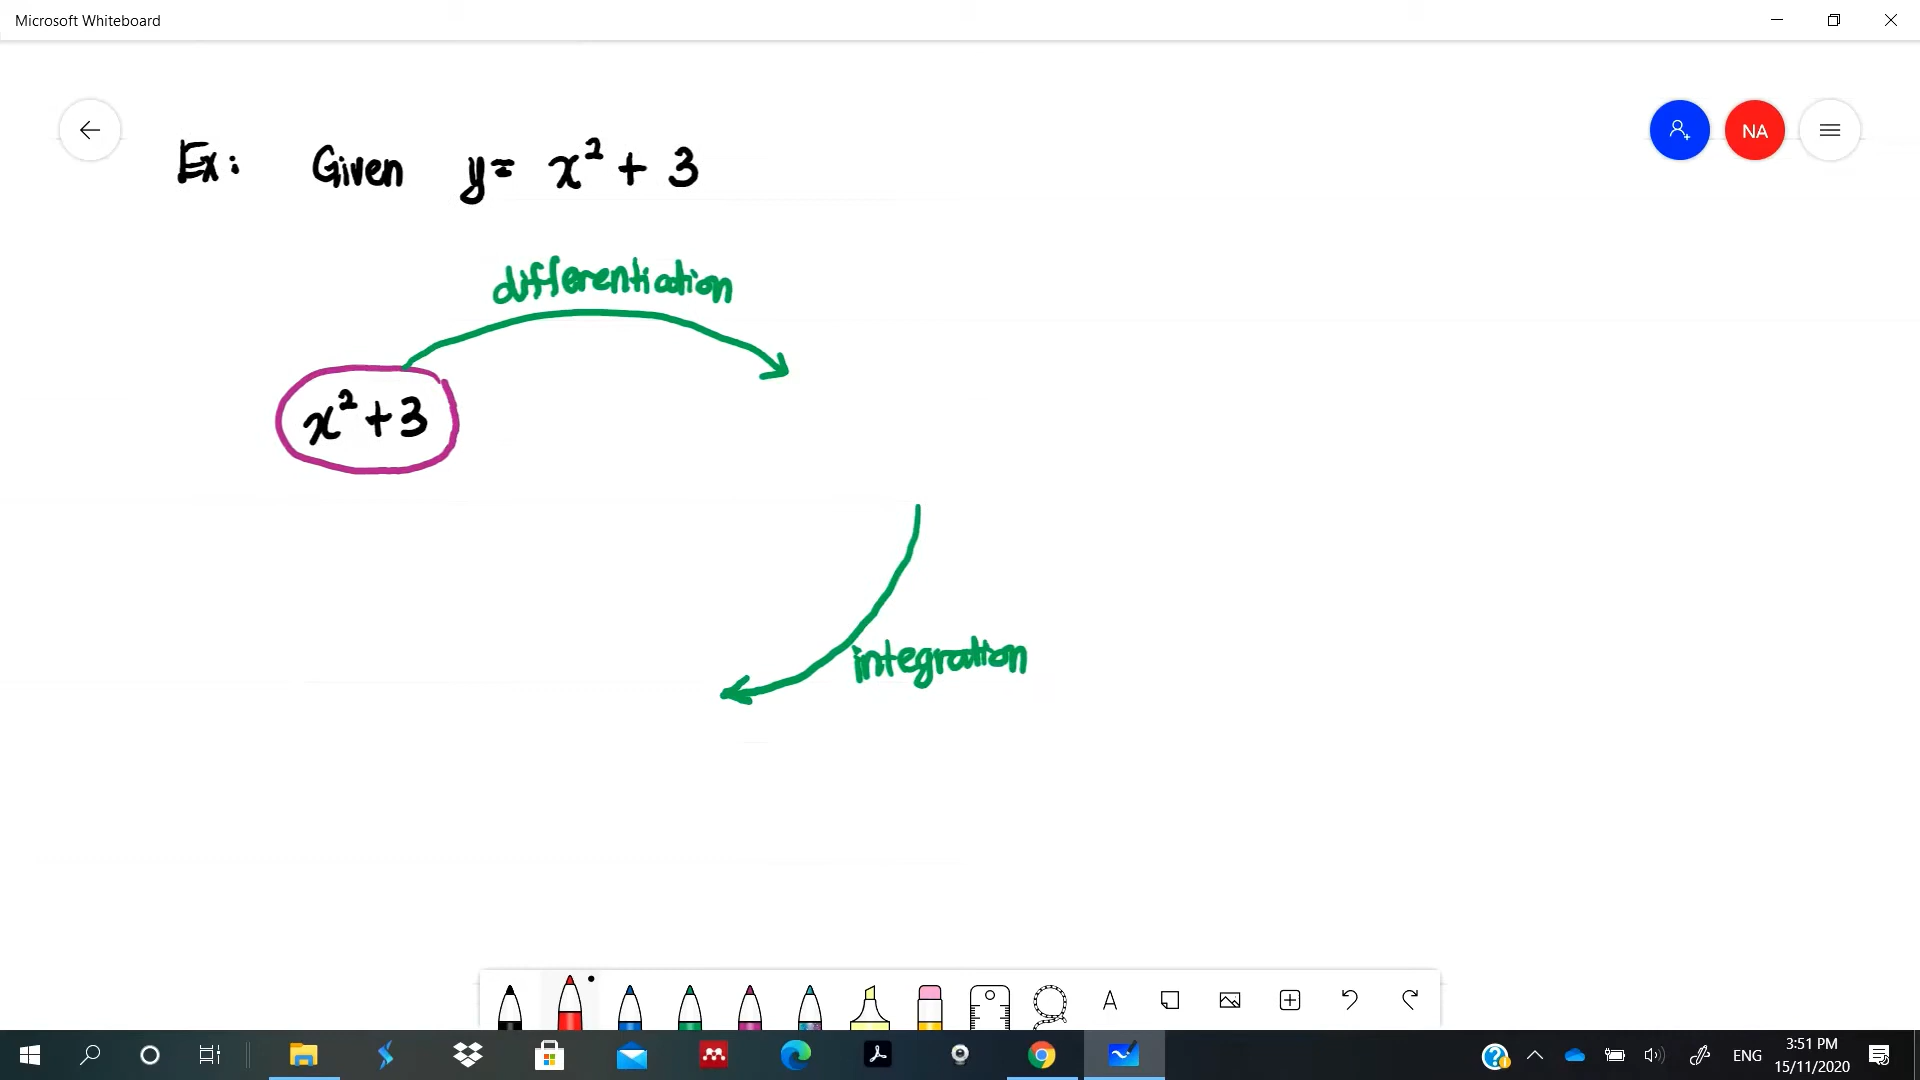 Microsoft Whiteboard
NA
Ex: Given y = x² + 3
differentiation
x² + 3
integration
A
ENG
3:51 PM
15/11/2020